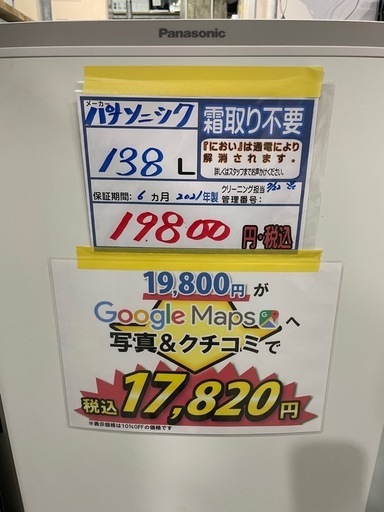 Panasonic
メーカー
パナソニック
霜取り不要
138 L
『におい』は通電により
解消されます。
詳しくはスタッフまでお声かけください。
保証期間: 6 カ月 2021年製
クリーニング担当
管理番号:
19800 円・税込
19,800円 が
Google Maps へ
写真&クチコミで
税込 17,820円
※表示価格は10%OFFの価格です